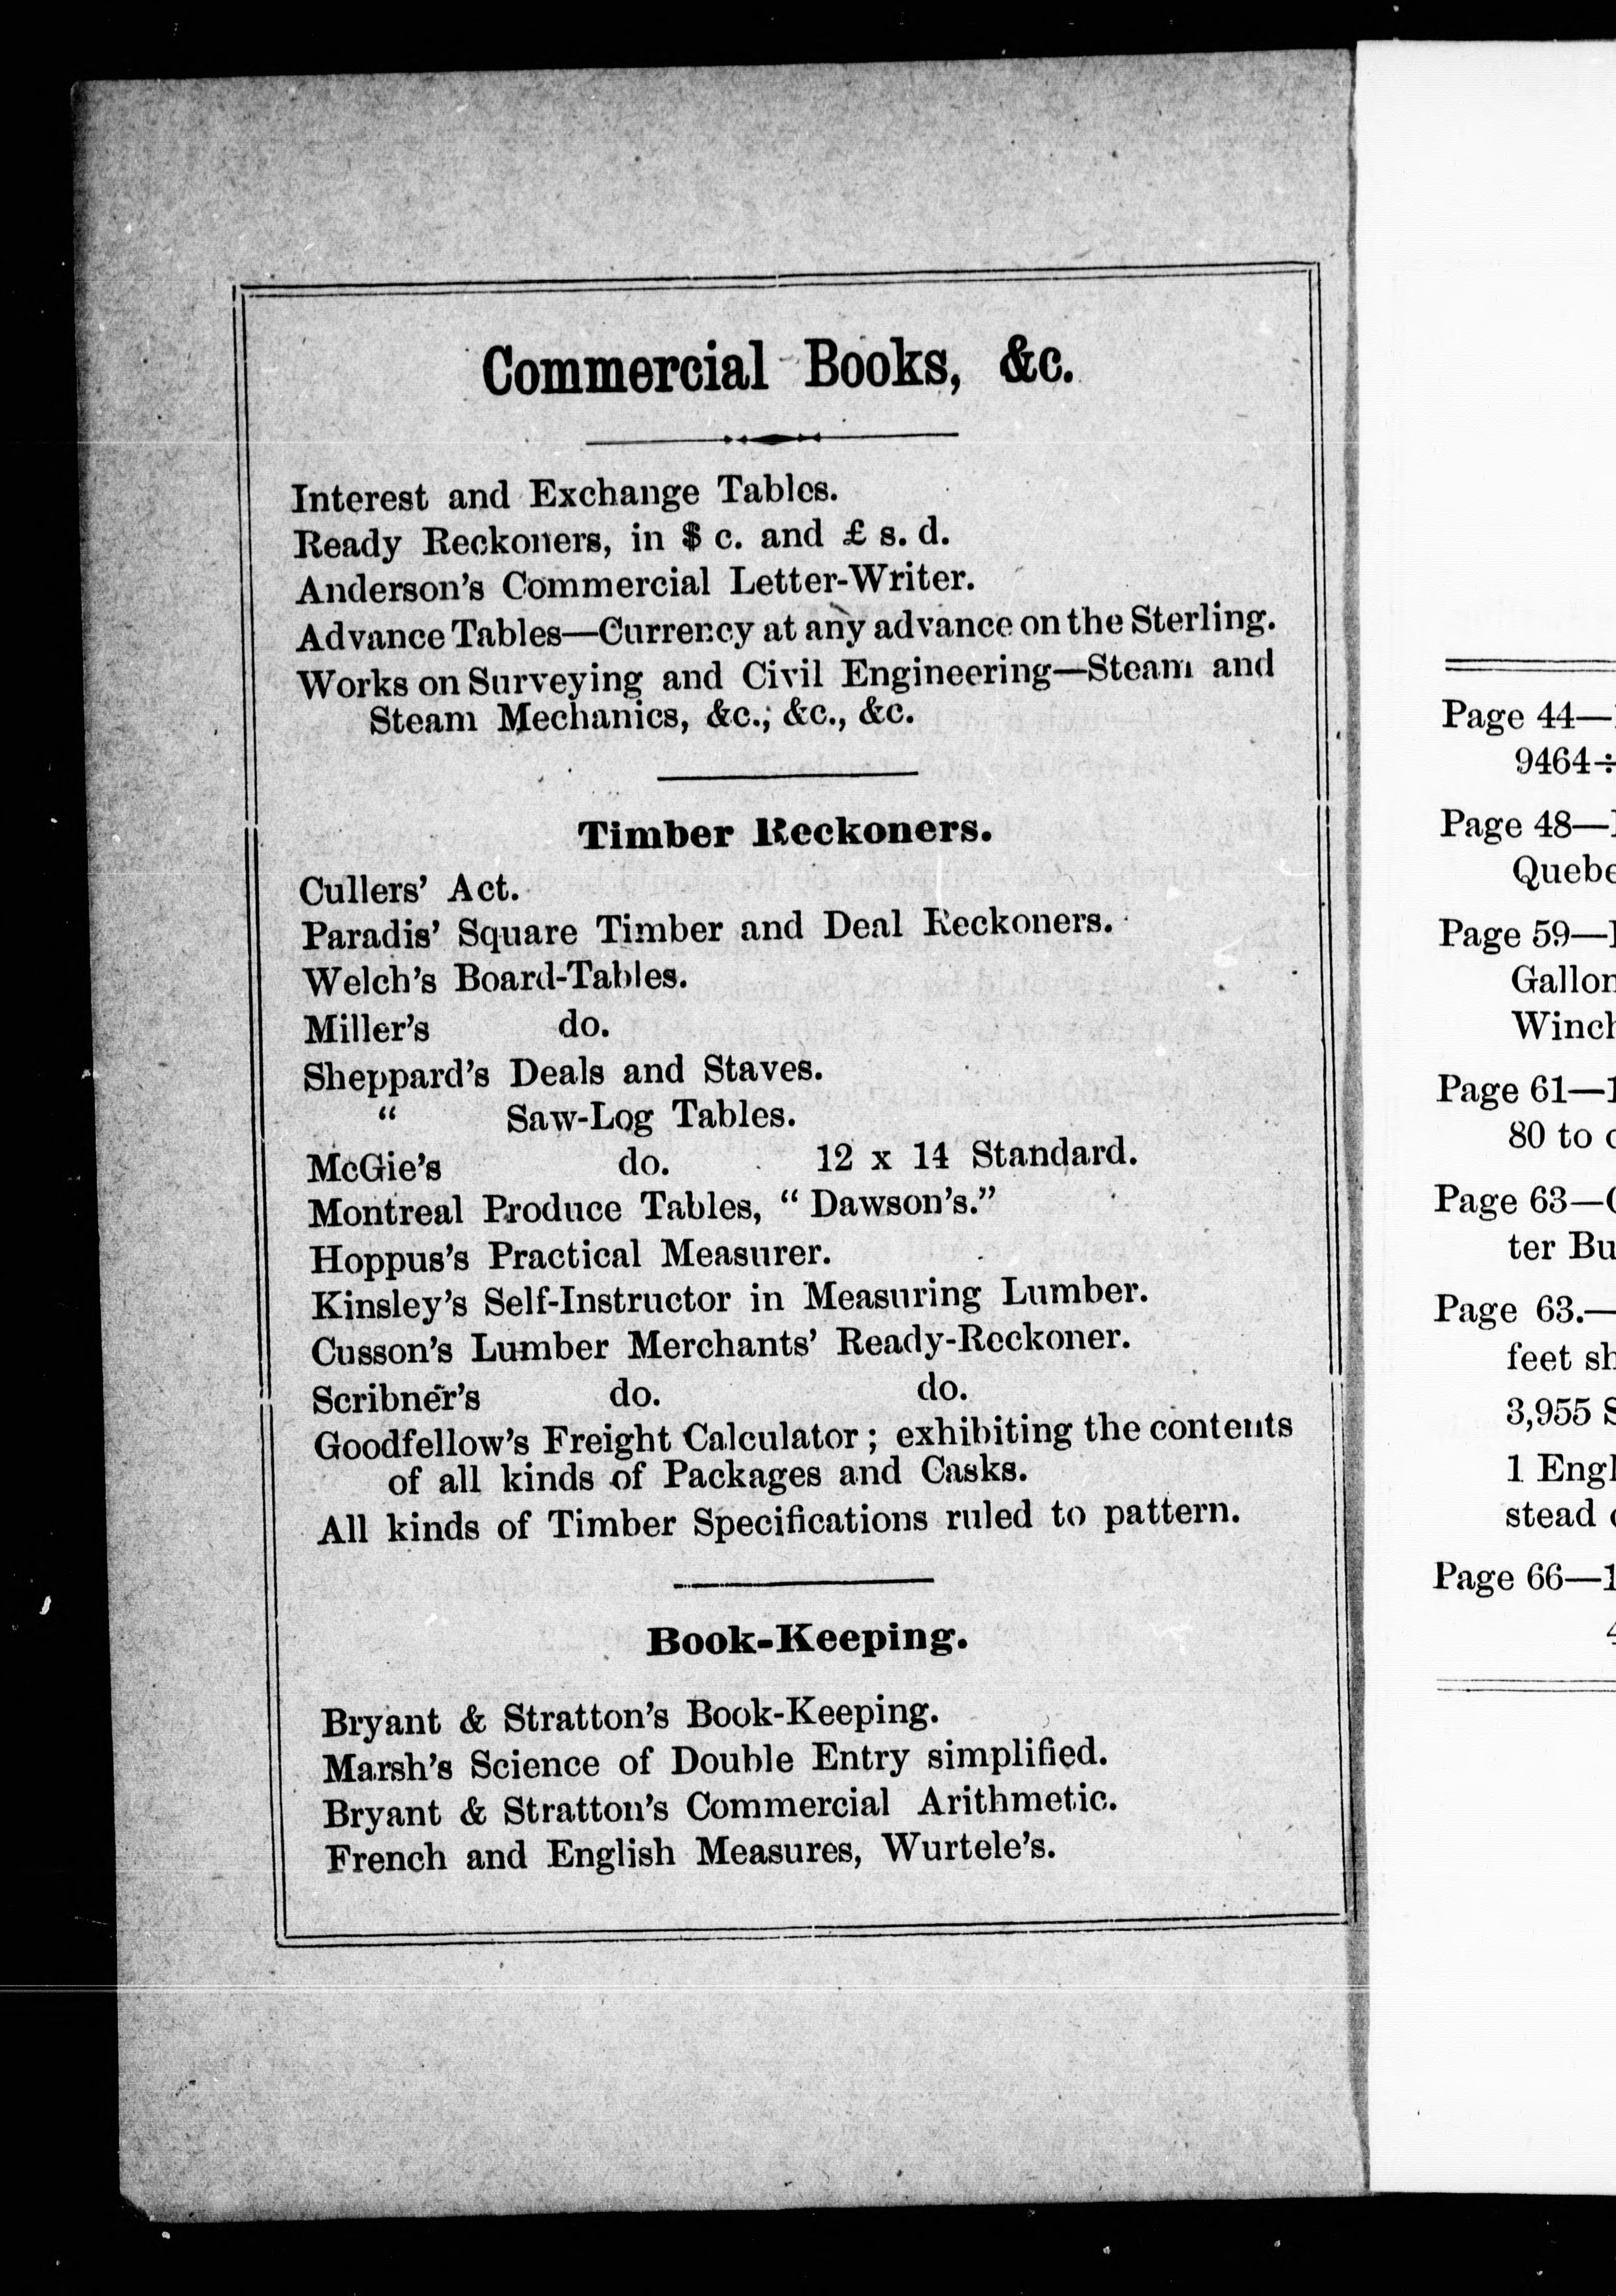 Commercial Books, &c.
Interest and Exchange Tables.
Ready Reckoners, in $ c. and £ s. d.
Anderson's Commercial Letter-Writer.
Advance Tables—Currency at any advance on the Sterling.
Works on Surveying and Civil Engineering—Steam and
Steam Mechanics, &c., &c., &c.
Timber Reckoners.
Cullers' Act.
Paradis' Square Timber and Deal Reckoners.
Welch's Board-Tables.
Miller's do.
Sheppard's Deals and Staves.
“ Saw-Log Tables.
McGie's do. 12 x 14 Standard.
Montreal Produce Tables, “Dawson's.”
Hoppus's Practical Measurer.
Kinsley's Self-Instructor in Measuring Lumber.
Cusson's Lumber Merchants' Ready-Reckoner.
Scribner's do. do.
Goodfellow's Freight Calculator; exhibiting the contents
of all kinds of Packages and Casks.
All kinds of Timber Specifications ruled to pattern.
Book-Keeping.
Bryant & Stratton's Book-Keeping.
Marsh's Science of Double Entry simplified.
Bryant & Stratton's Commercial Arithmetic.
French and English Measures, Wurtele's.
Page 44—
9464÷
Page 48—
Page 59—
Page 61—
80 to
Page 63—
ter
Page 63.—
feet
3,955
1
stead
Page 66—